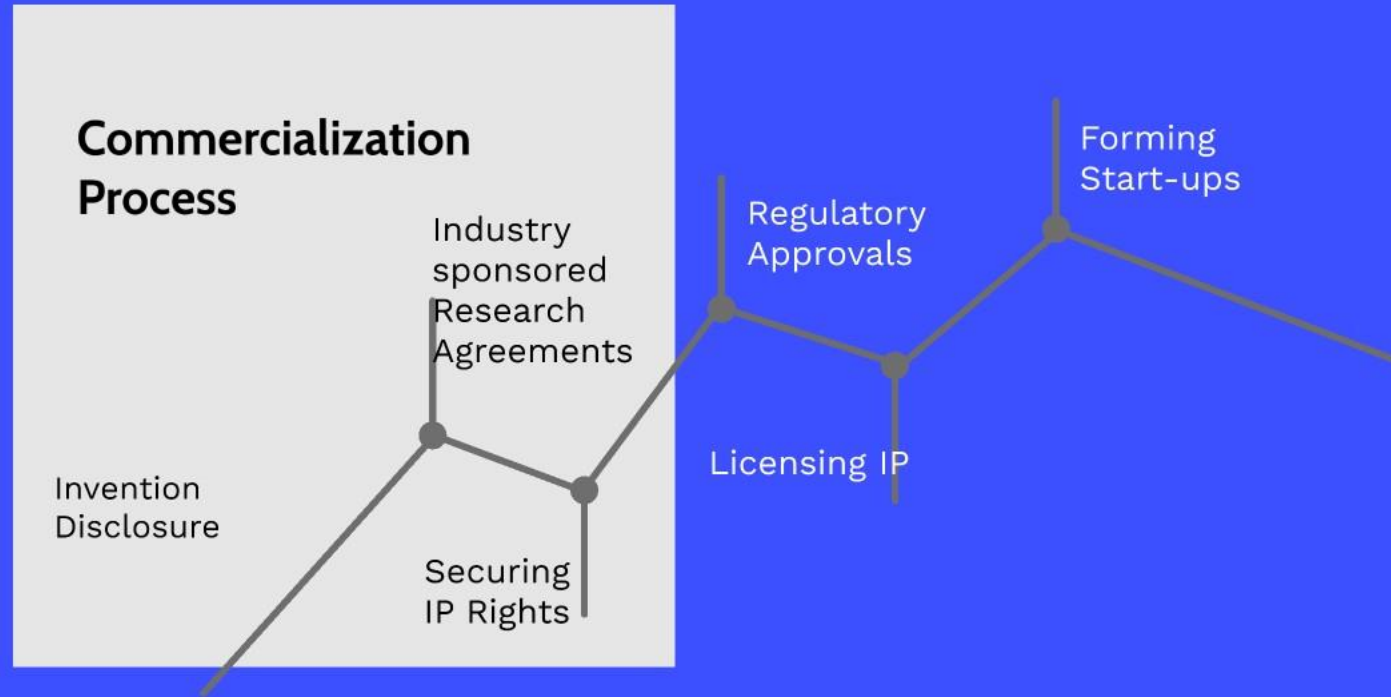 Commercialization
Process
Industry
sponsored
Research
Agreements
Invention
Disclosure
Securing
IP Rights
Regulatory
Approvals
Licensing IP
Forming
Start-ups